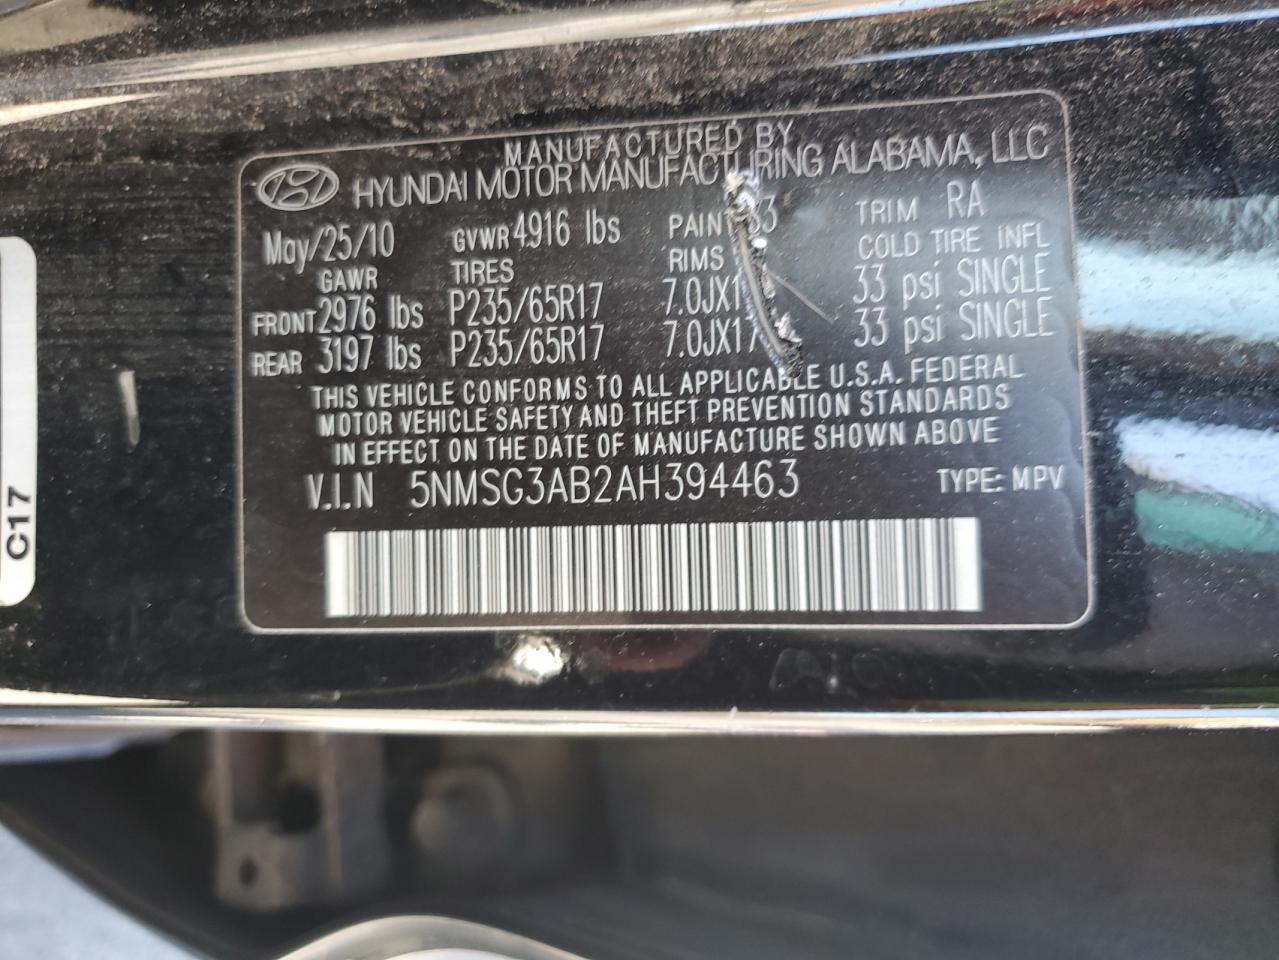 MANUFACTURED BY
HYUNDAI MOTOR MANUFACTURING ALABAMA, LLC
May/25/10 GVWR 4916 lbs PAINT TRIM RA
GAWR TIRES RIMS COLD TIRE INFL
FRONT 2976 lbs P235/65R17 33 psi SINGLE
REAR 3197 lbs P235/65R17 7.0JX17 33 psi SINGLE
THIS VEHICLE CONFORMS TO ALL APPLICABLE U.S.A. FEDERAL
MOTOR VEHICLE SAFETY AND THEFT PREVENTION STANDARDS
IN EFFECT ON THE DATE OF MANUFACTURE SHOWN ABOVE
V.I.N 5NMSG3AB2AH394463 TYPE: MPV
C17